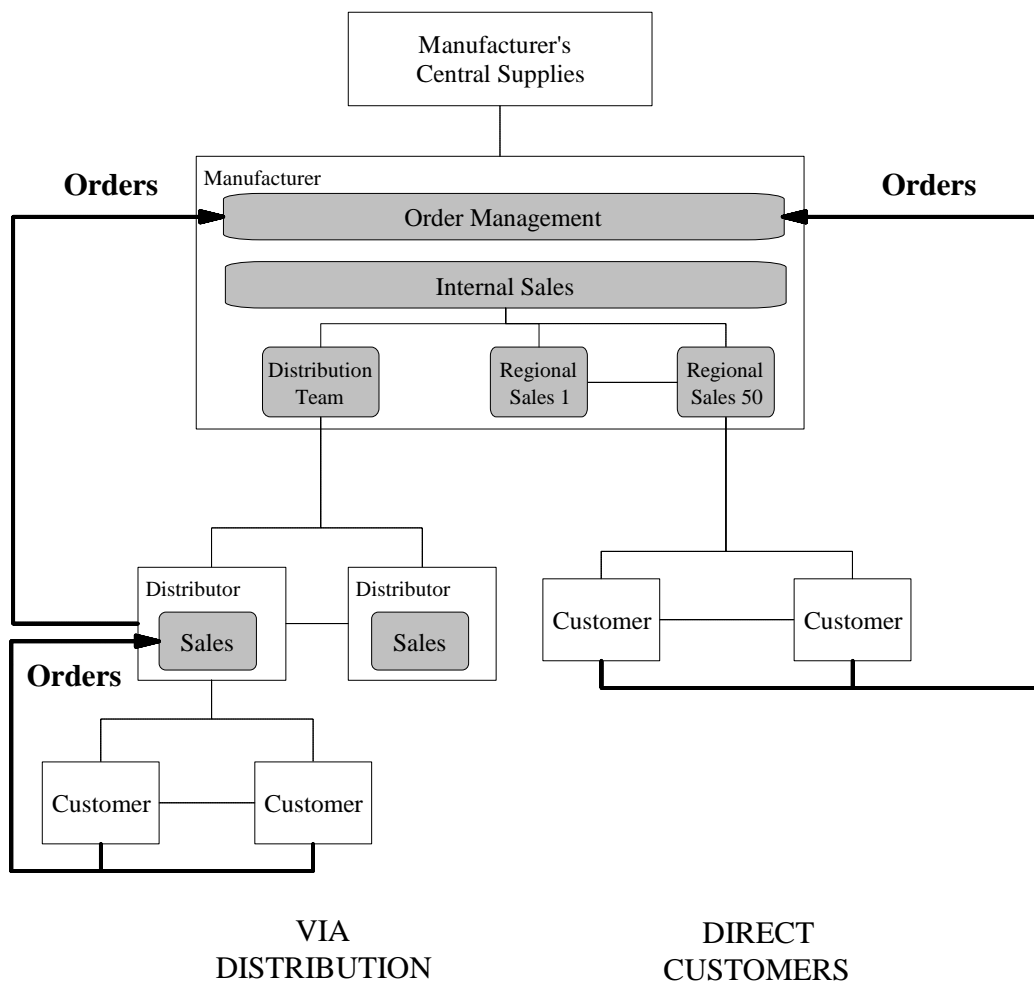 Manufacturer's
Central Supplies
Orders
Orders
Manufacturer
Order Management
Internal Sales
Distribution
Team
Regional
Sales 1
Regional
Sales 50
Distributor
Sales
Distributor
Sales
Customer
Customer
Orders
Customer
Customer
VIA
DISTRIBUTION
DIRECT
CUSTOMERS